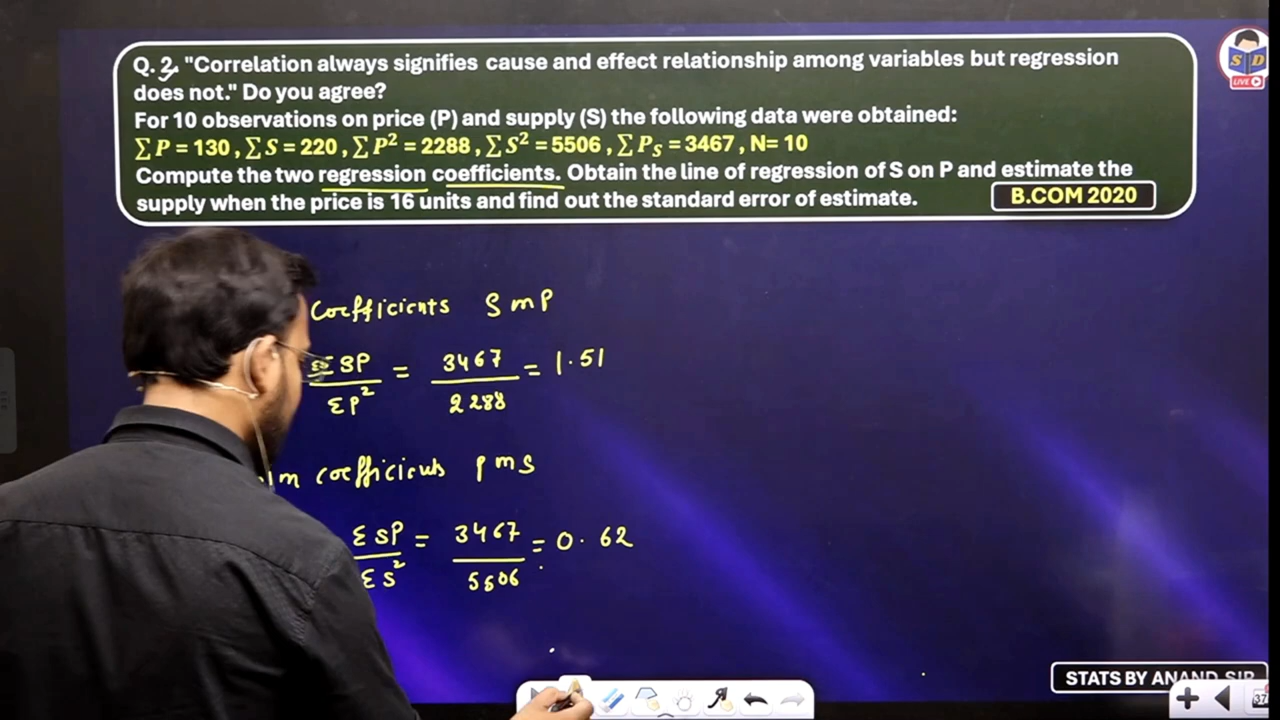 Q. 2. "Correlation always signifies cause and effect relationship among variables but regression
does not." Do you agree?
For 10 observations on price (P) and supply (S) the following data were obtained:
∑ P = 130 , ∑ S = 220 , ∑ P² = 2288 , ∑ S² = 5506 , ∑ Pₛ = 3467 , N= 10
Compute the two regression coefficients. Obtain the line of regression of S on P and estimate the
supply when the price is 16 units and find out the standard error of estimate.
B.COM 2020
S D
LIVE
coefficients S on P
SP / ΣP² = 3467 / 2288 = 1.51
coefficients P on S
ΣSP / ΣS² = 3467 / 5506 = 0.62
STATS BY ANAND SIR
37